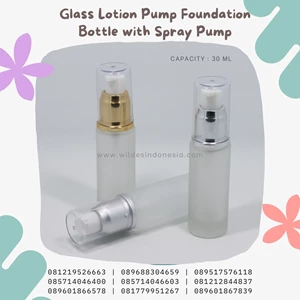 Glass Lotion Pump Foundation
Bottle with Spray Pump
CAPACITY : 30 ML
www.wildesindonesia.com
081219526663 | 089688304659 | 089517576118
085714046400 | 085714046603 | 081212844837
089601866578 | 081779951267 | 089601867839